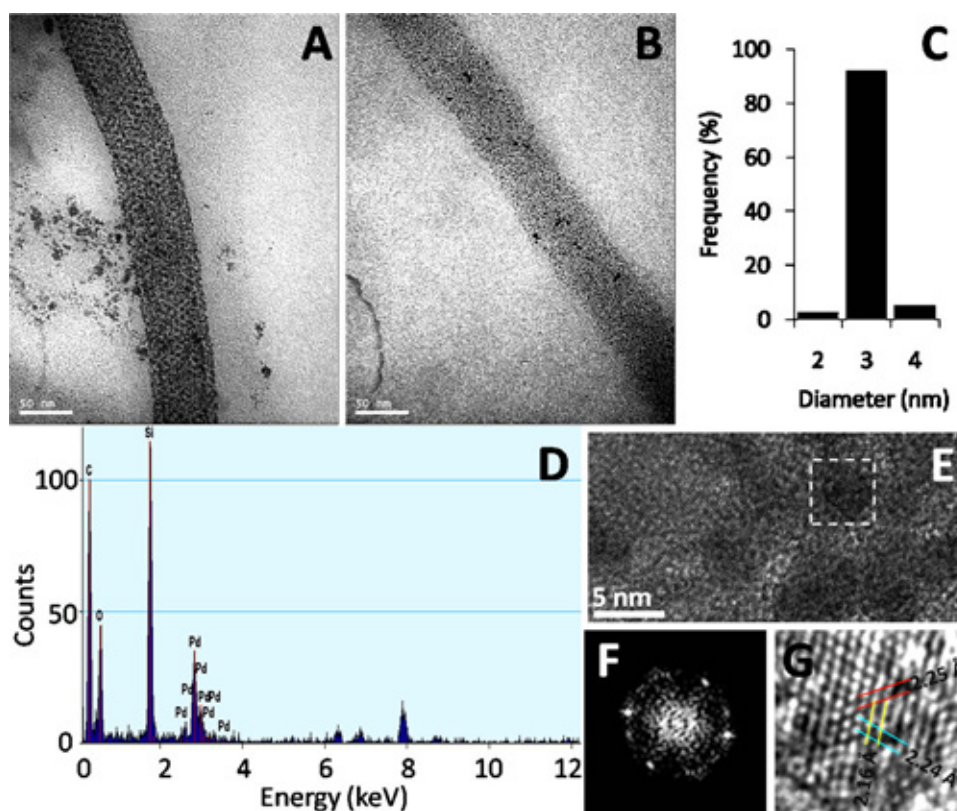 A
50 nm
B
50 nm
C
Frequency (%)
100
80
60
40
20
0
2 3 4
Diameter (nm)
D
Counts
100
50
0
C
O
Si
Pd
Pd
Pd
Pd Pd
Pd
Pd
0 2 4 6 8 10 12
Energy (keV)
E
5 nm
F
G
2.25 Å
2.24 Å
2.16 Å